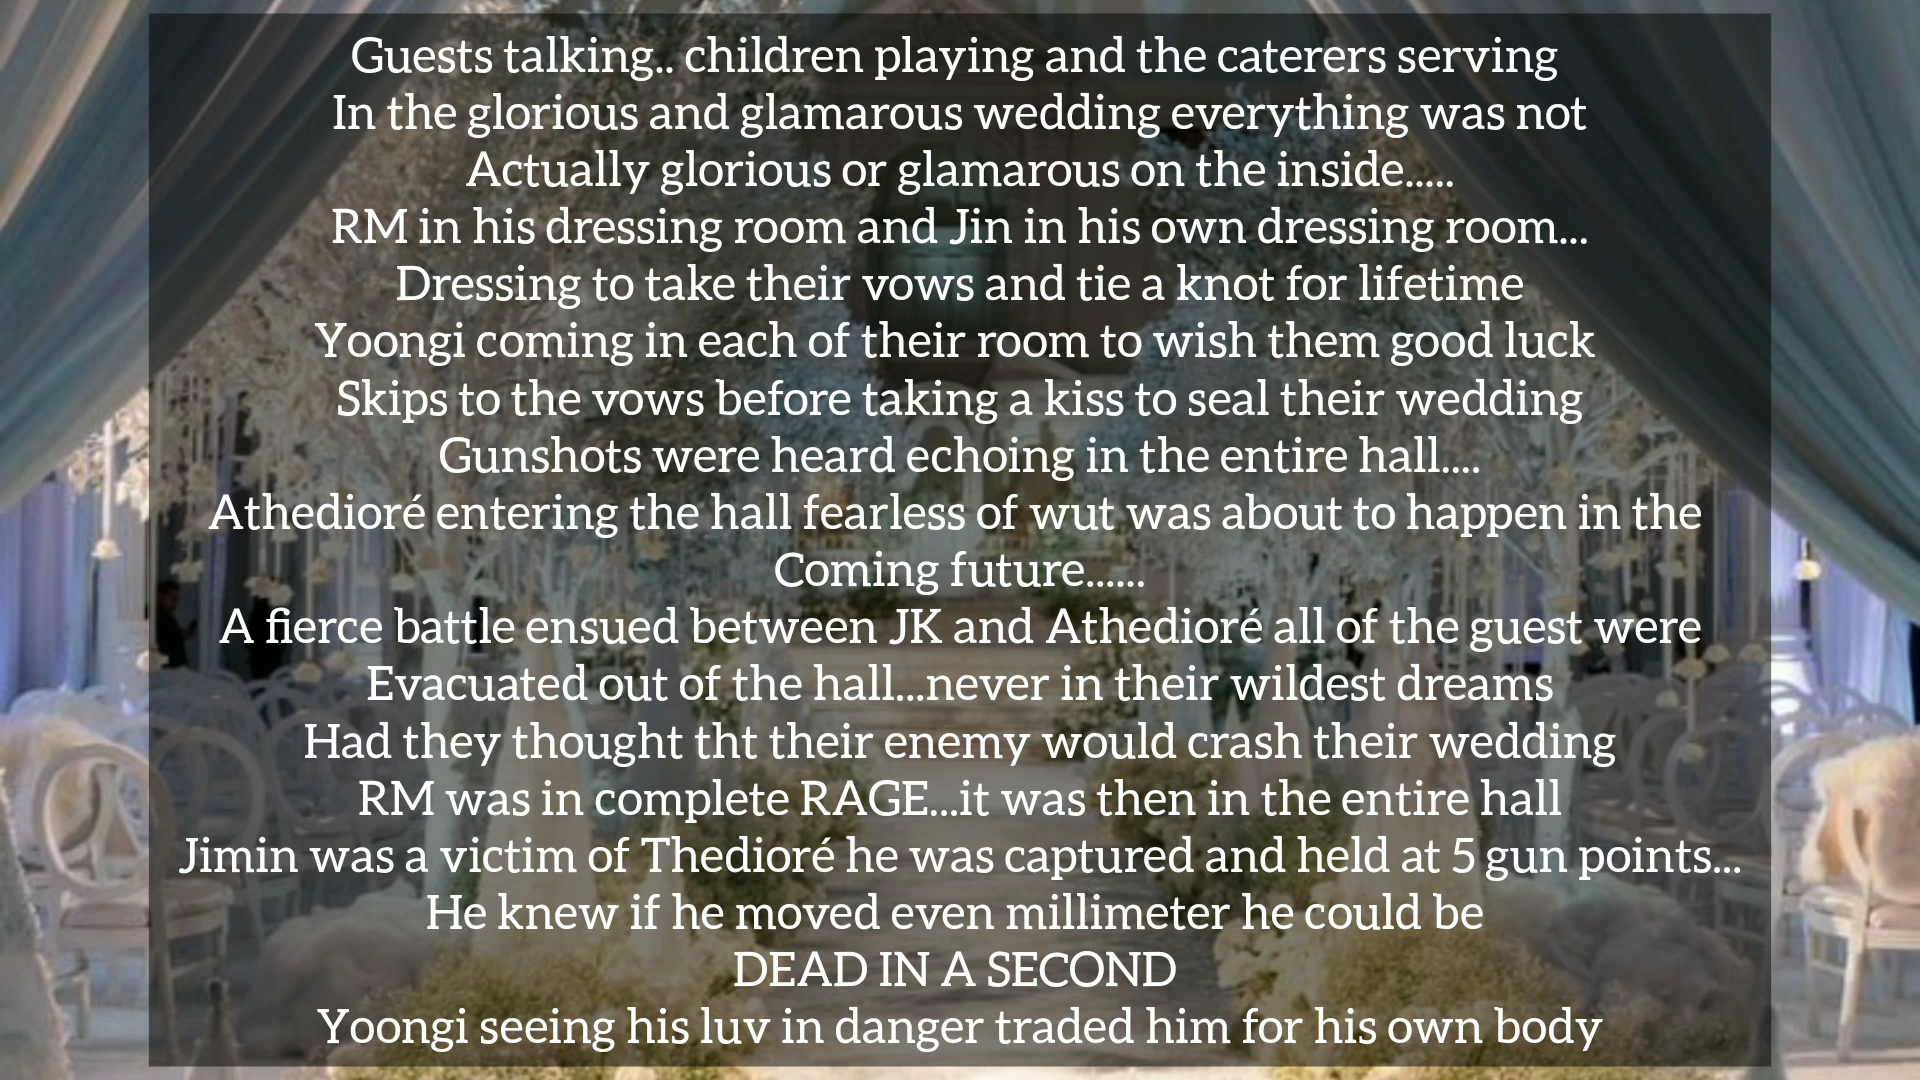 Guests talking.. children playing and the caterers serving
In the glorious and glamarous wedding everything was not
Actually glorious or glamarous on the inside.....
RM in his dressing room and Jin in his own dressing room...
Dressing to take their vows and tie a knot for lifetime
Yoongi coming in each of their room to wish them good luck
Skips to the vows before taking a kiss to seal their wedding
Gunshots were heard echoing in the entire hall....
Athedioré entering the hall fearless of wut was about to happen in the
Coming future......
A fierce battle ensued between JK and Athedioré all of the guest were
Evacuated out of the hall...never in their wildest dreams
Had they thought tht their enemy would crash their wedding
RM was in complete RAGE...it was then in the entire hall
Jimin was a victim of Thedioré he was captured and held at 5 gun points...
He knew if he moved even millimeter he could be
DEAD IN A SECOND
Yoongi seeing his luv in danger traded him for his own body